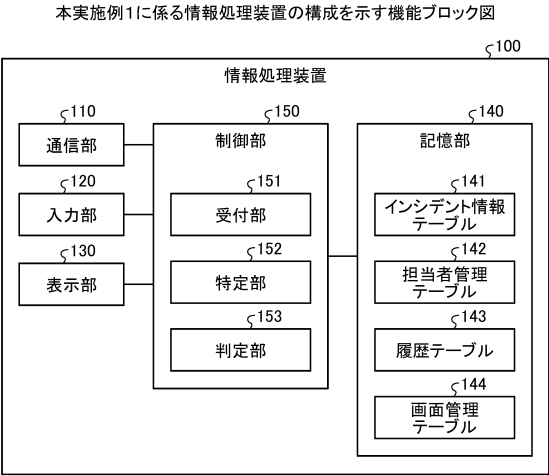 本実施例1に係る情報処理装置の構成を示す機能ブロック図
100
情報処理装置
110
通信部
120
入力部
130
表示部
150
制御部
151
受付部
152
特定部
153
判定部
140
記憶部
141
インシデント情報
テーブル
142
担当者管理
テーブル
143
履歴テーブル
144
画面管理
テーブル